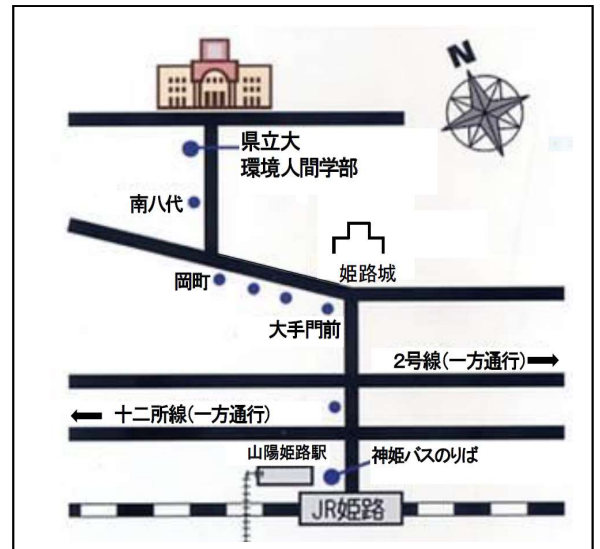 N
県立大
環境人間学部
南八代
姫路城
岡町
大手門前
2号線(一方通行)
十二所線(一方通行)
山陽姫路駅
神姫バスのりば
JR姫路